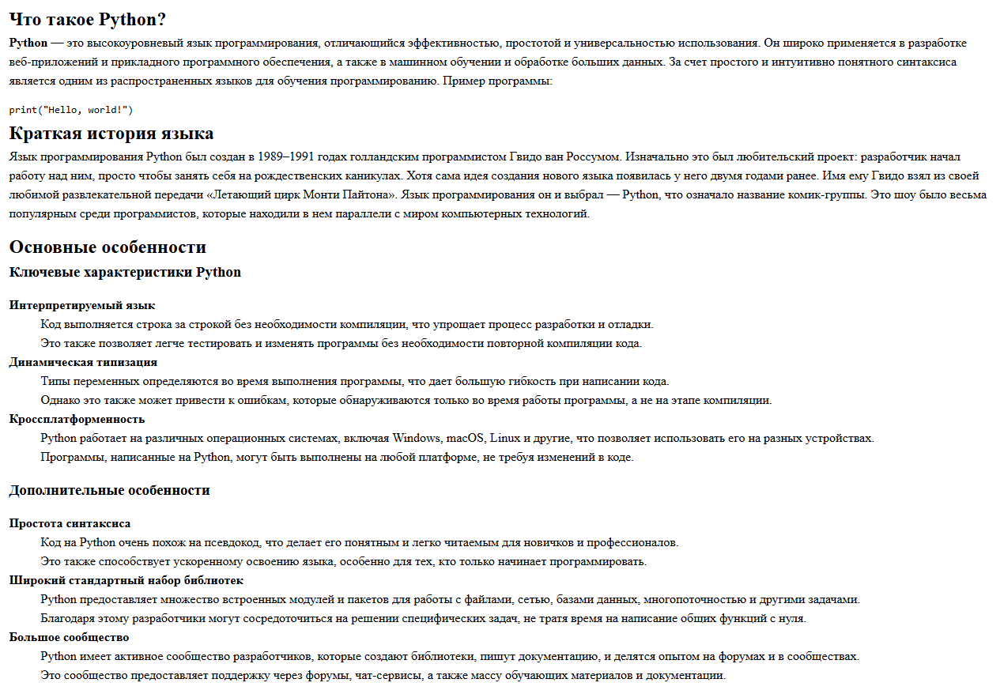 Что такое Python?
Python — это высокоуровневый язык программирования, отличающийся эффективностью, простотой и универсальностью использования. Он широко применяется в разработке
веб-приложений и прикладного программного обеспечения, а также в машинном обучении и обработке больших данных. За счет простого и интуитивно понятного синтаксиса
является одним из распространенных языков для обучения программированию. Пример программы:
print("Hello, world!")
Краткая история языка
Язык программирования Python был создан в 1989–1991 годах голландским программистом Гвидо ван Россумом. Изначально это был любительский проект: разработчик начал
работу над ним, просто чтобы занять себя на рождественских каникулах. Хотя сама идея создания нового языка появилась у него двумя годами ранее. Имя ему Гвидо взял из своей
любимой развлекательной передачи «Летающий цирк Монти Пайтона». Язык программирования он и выбрал — Python, что означало название комик-группы. Это шоу было весьма
популярным среди программистов, которые находили в нем параллели с миром компьютерных технологий.
Основные особенности
Ключевые характеристики Python
Интерпретируемый язык
Код выполняется строка за строкой без необходимости компиляции, что упрощает процесс разработки и отладки.
Это также позволяет легче тестировать и изменять программы без необходимости повторной компиляции кода.
Динамическая типизация
Типы переменных определяются во время выполнения программы, что дает большую гибкость при написании кода.
Однако это также может привести к ошибкам, которые обнаруживаются только во время работы программы, а не на этапе компиляции.
Кроссплатформенность
Python работает на различных операционных системах, включая Windows, macOS, Linux и другие, что позволяет использовать его на разных устройствах.
Программы, написанные на Python, могут быть выполнены на любой платформе, не требуя изменений в коде.
Дополнительные особенности
Простота синтаксиса
Код на Python очень похож на псевдокод, что делает его понятным и легко читаемым для новичков и профессионалов.
Это также способствует ускоренному освоению языка, особенно для тех, кто только начинает программировать.
Широкий стандартный набор библиотек
Python предоставляет множество встроенных модулей и пакетов для работы с файлами, сетью, базами данных, многопоточностью и другими задачами.
Благодаря этому разработчики могут сосредоточиться на решении специфических задач, не тратя время на написание общих функций с нуля.
Большое сообщество
Python имеет активное сообщество разработчиков, которые создают библиотеки, пишут документацию, и делятся опытом на форумах и в сообществах.
Это сообщество предоставляет поддержку через форумы, чат-сервисы, а также массу обучающих материалов и документации.